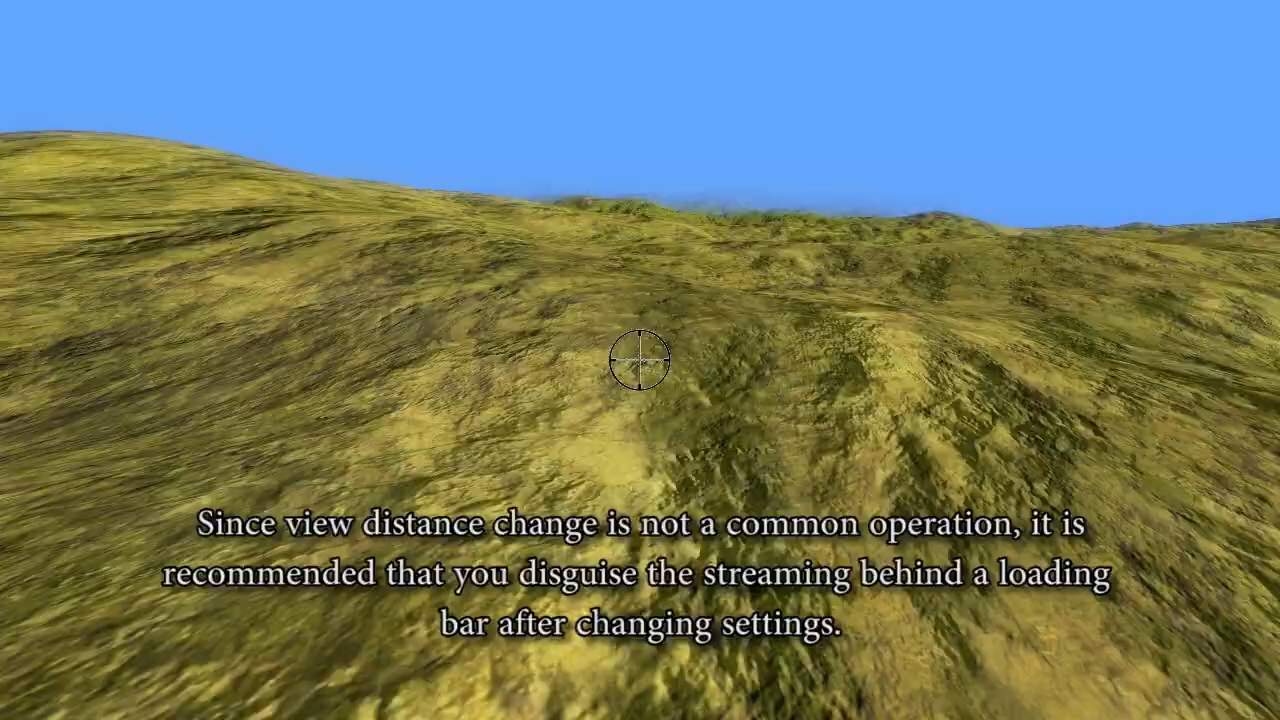 Since view distance change is not a common operation, it is
recommended that you disguise the streaming behind a loading
bar after changing settings.